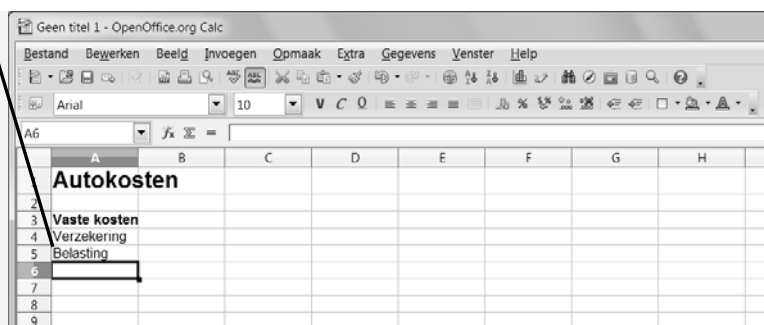 Geen titel 1 - OpenOffice.org Calc
Bestand Bewerken Beeld Invoegen Opmaak Extra Gegevens Venster Help
Arial 10 V C O
A6
A B C D E F G H
1 Autokosten
2
3 Vaste kosten
4 Verzekering
5 Belasting
6
7
8
9